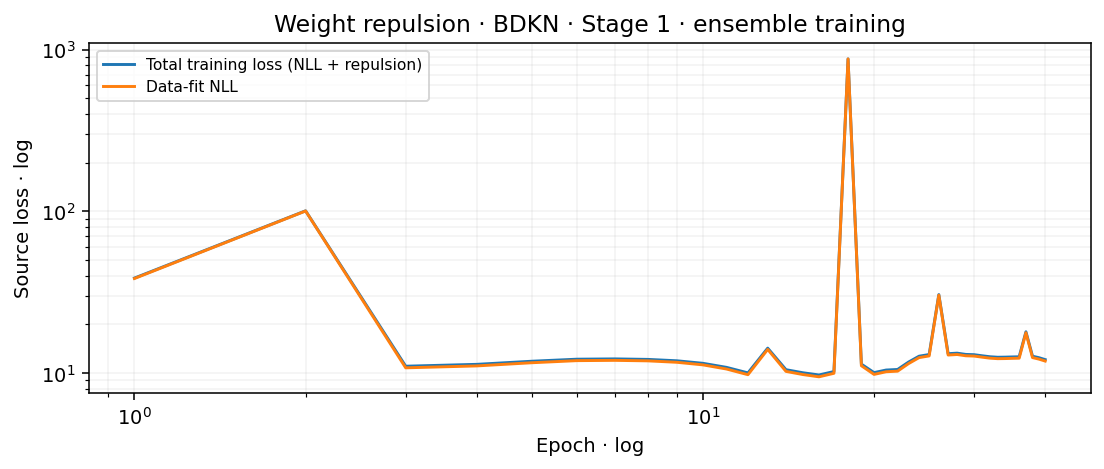 Weight repulsion · BDKN · Stage 1 · ensemble training
Total training loss (NLL + repulsion)
Data-fit NLL
Source loss · log
10³
10²
10¹
10⁰
10¹
Epoch · log